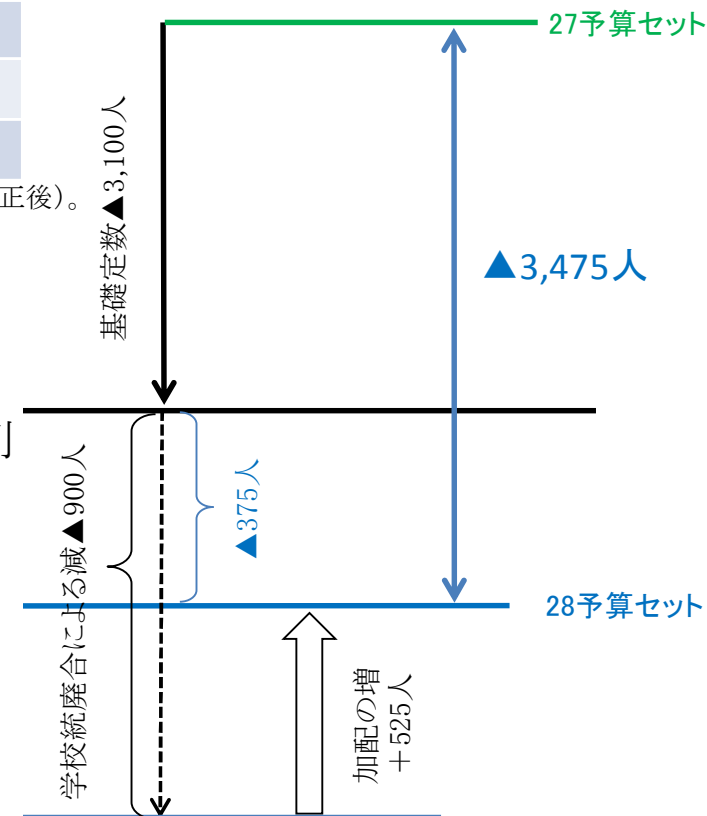 27予算セット
基礎定数▲3,100人
正後)。
▲3,475人
学校統廃合による減▲900人
▲375人
28予算セット
加配の増
+525人